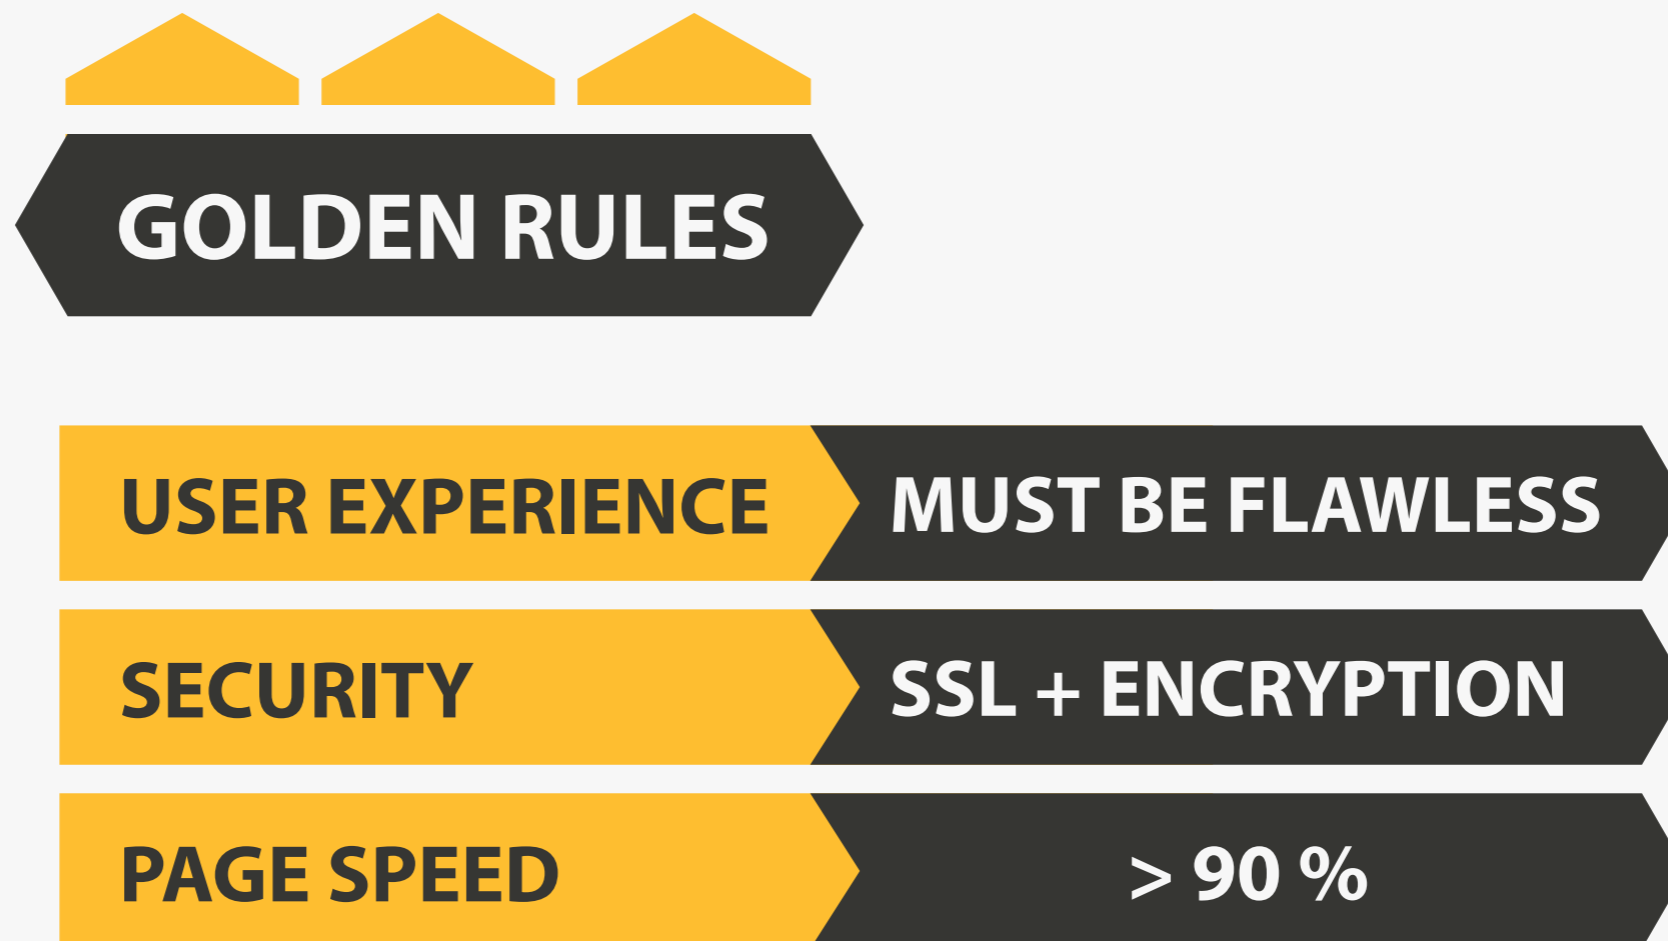 GOLDEN RULES
USER EXPERIENCE MUST BE FLAWLESS
SECURITY SSL + ENCRYPTION
PAGE SPEED > 90 %